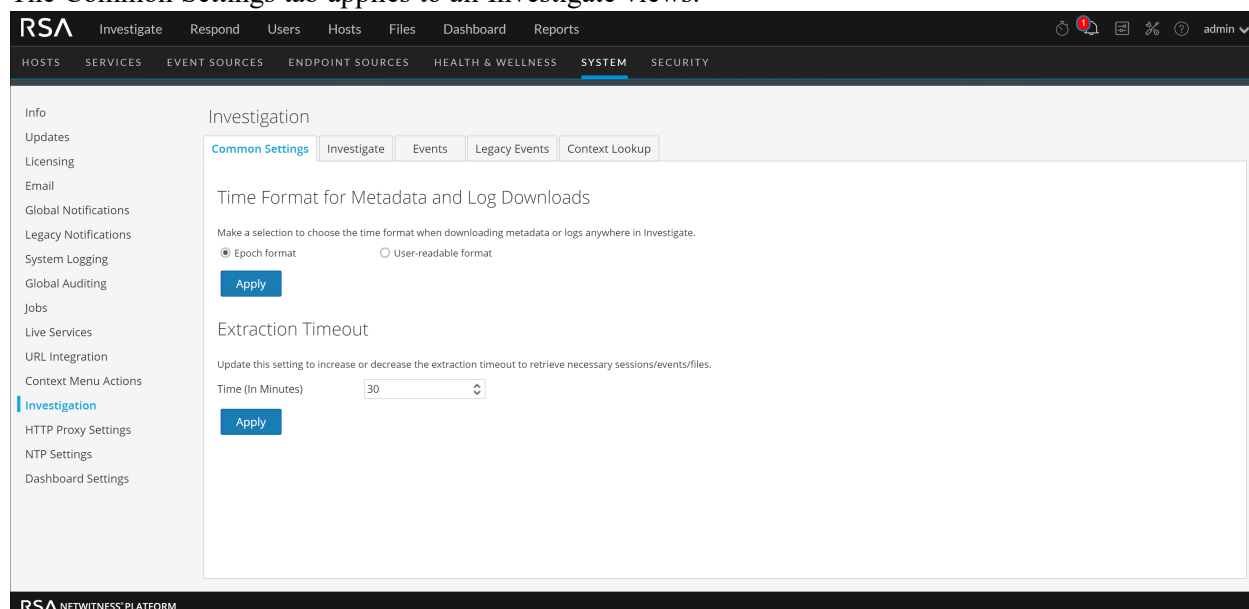 The Common Settings tab applies to all Investigate views.
RSA Investigate Respond Users Hosts Files Dashboard Reports 1 admin
HOSTS SERVICES EVENT SOURCES ENDPOINT SOURCES HEALTH & WELLNESS SYSTEM SECURITY
Info
Updates
Licensing
Email
Global Notifications
Legacy Notifications
System Logging
Global Auditing
Jobs
Live Services
URL Integration
Context Menu Actions
Investigation
HTTP Proxy Settings
NTP Settings
Dashboard Settings
Investigation
Common Settings Investigate Events Legacy Events Context Lookup
Time Format for Metadata and Log Downloads
Make a selection to choose the time format when downloading metadata or logs anywhere in Investigate.
Epoch format User-readable format
Apply
Extraction Timeout
Update this setting to increase or decrease the extraction timeout to retrieve necessary sessions/events/files.
Time (In Minutes) 30
Apply
RSA NETWITNESS® PLATFORM